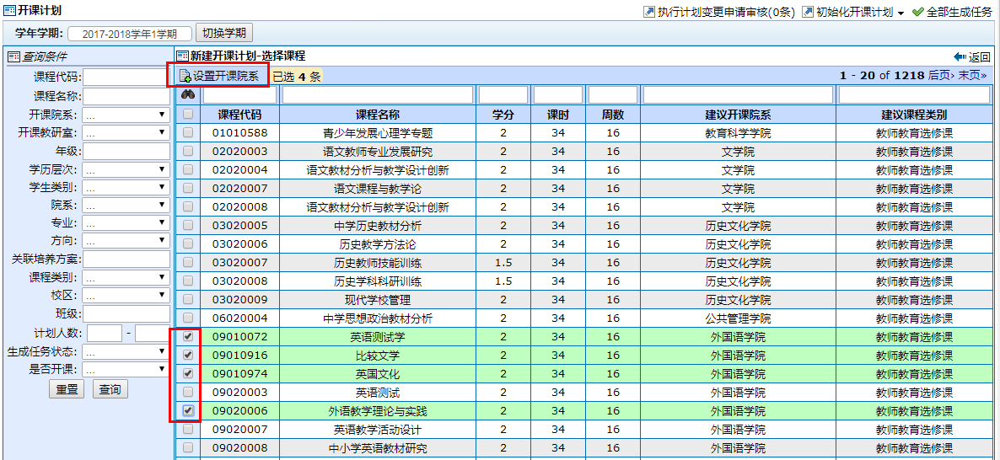 开课计划 执行计划变更申请审核(0条) 初始化开课计划 全部生成任务
学年学期: 2017-2018学年1学期 切换学期
查询条件
课程代码:
课程名称:
开课院系: ...
开课教研室: ...
年级:
学历层次: ...
学生类别: ...
院系: ...
专业: ...
方向: ...
关联培养方案:
课程类别: ...
校区: ...
班级:
计划人数: -
生成任务状态: ...
是否开课: ...
重置 查询
新建开课计划-选择课程 返回
设置开课院系 已选 4 条 1 - 20 of 1218 后页› 末页»
课程代码 课程名称 学分 课时 周数 建议开课院系 建议课程类别
01010588 青少年发展心理学专题 2 34 16 教育科学学院 教师教育选修课
02020003 语文教师专业发展研究 2 34 16 文学院 教师教育选修课
02020004 语文教材分析与教学设计创新 2 34 16 文学院 教师教育选修课
02020007 语文课程与教学论 2 34 16 文学院 教师教育选修课
02020008 语文教材分析与教学设计创新 2 34 16 文学院 教师教育选修课
03020005 中学历史教材分析 2 34 16 历史文化学院 教师教育选修课
03020006 历史教学方法论 2 34 16 历史文化学院 教师教育选修课
03020007 历史教师技能训练 1.5 34 16 历史文化学院 教师教育选修课
03020008 历史学科科研训练 1.5 34 16 历史文化学院 教师教育选修课
03020009 现代学校管理 2 34 16 历史文化学院 教师教育选修课
06020004 中学思想政治教材分析 2 34 16 公共管理学院 教师教育选修课
09010072 英语测试学 2 34 16 外国语学院 教师教育选修课
09010916 比较文学 2 34 16 外国语学院 教师教育选修课
09010974 英国文化 2 34 16 外国语学院 教师教育选修课
09020003 英语测试 2 34 16 外国语学院 教师教育选修课
09020006 外语教学理论与实践 2 34 16 外国语学院 教师教育选修课
09020007 英语教学活动设计 2 34 16 外国语学院 教师教育选修课
09020008 中小学英语教材研究 2 34 16 外国语学院 教师教育选修课